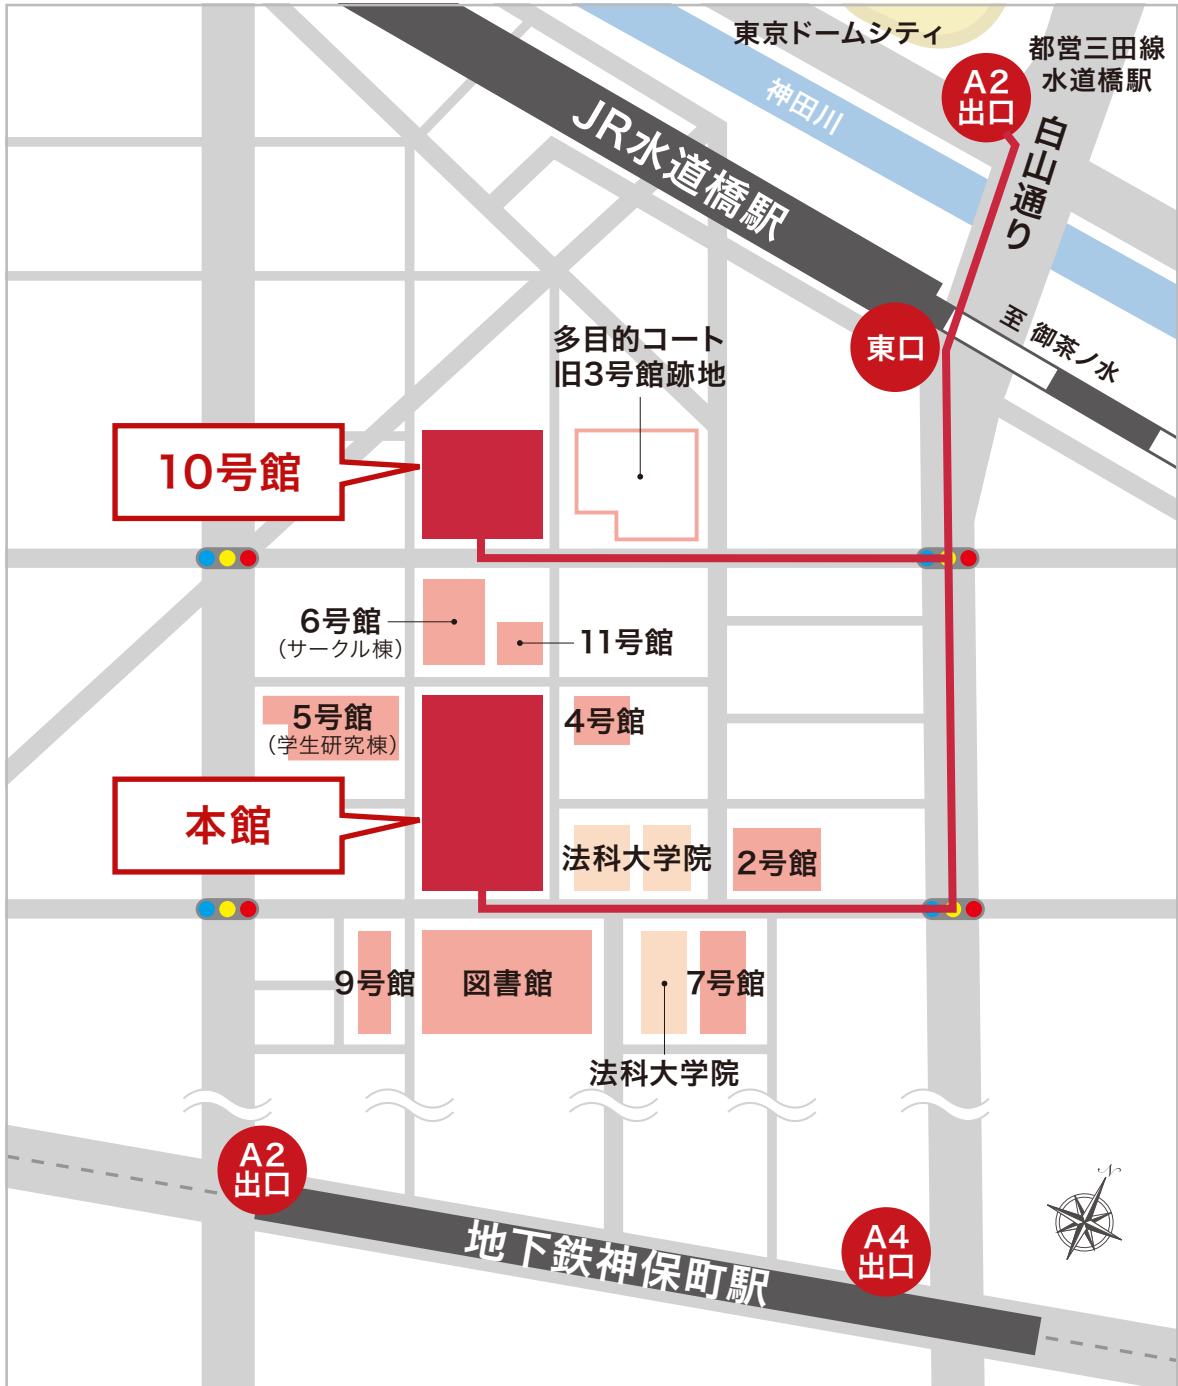 東京ドームシティ
都営三田線
水道橋駅
A2
出口
神田川
白山通り
JR水道橋駅
至 御茶ノ水
東口
多目的コート
旧3号館跡地
10号館
6号館
(サークル棟)
11号館
5号館
(学生研究棟)
4号館
本館
法科大学院
2号館
9号館
図書館
7号館
法科大学院
A2
出口
地下鉄神保町駅
A4
出口
N